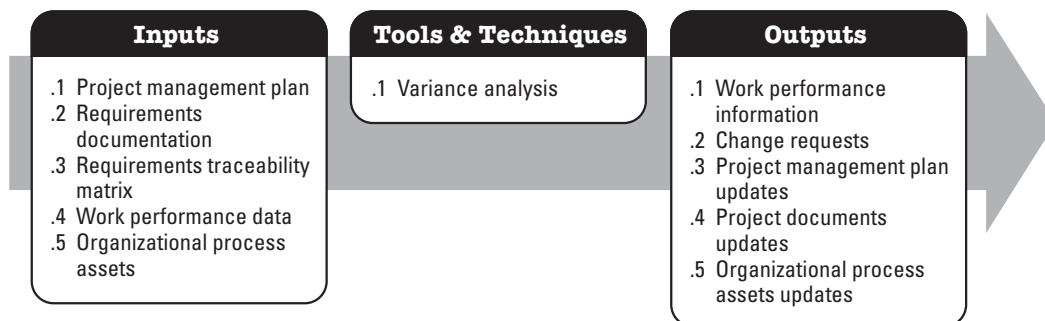 Inputs
.1 Project management plan
.2 Requirements
documentation
.3 Requirements traceability
matrix
.4 Work performance data
.5 Organizational process
assets
Tools & Techniques
.1 Variance analysis
Outputs
.1 Work performance
information
.2 Change requests
.3 Project management plan
updates
.4 Project documents
updates
.5 Organizational process
assets updates